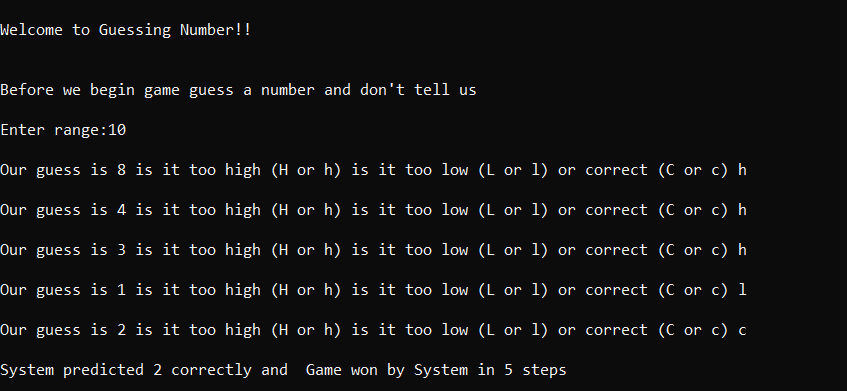 Welcome to Guessing Number!!
Before we begin game guess a number and don't tell us
Enter range:10
Our guess is 8 is it too high (H or h) is it too low (L or l) or correct (C or c) h
Our guess is 4 is it too high (H or h) is it too low (L or l) or correct (C or c) h
Our guess is 3 is it too high (H or h) is it too low (L or l) or correct (C or c) h
Our guess is 1 is it too high (H or h) is it too low (L or l) or correct (C or c) l
Our guess is 2 is it too high (H or h) is it too low (L or l) or correct (C or c) c
System predicted 2 correctly and  Game won by System in 5 steps